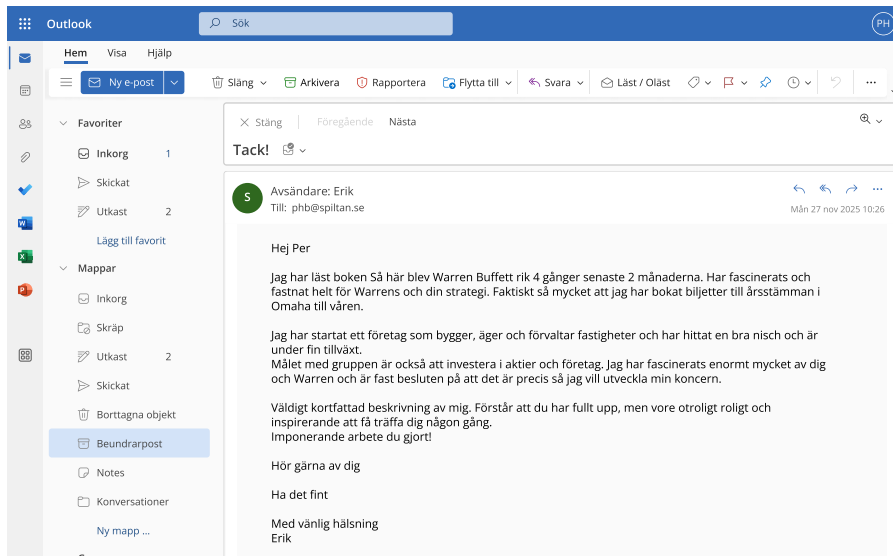 Outlook
Sök
PH
Hem Visa Hjälp
Ny e-post Släng Arkivera Rapportera Flytta till Svara Läst / Oläst ...
Favoriter
Inkorg 1
Skickat
Utkast 2
Lägg till favorit
Mappar
Inkorg
Skräp
Utkast 2
Skickat
Borttagna objekt
Beundrarpost
Notes
Konversationer
Ny mapp ...
Stäng Föregående Nästa
Tack!
S
Avsändare: Erik
Till: phb@spiltan.se
Mån 27 nov 2025 10:26
Hej Per
Jag har läst boken Så här blev Warren Buffett rik 4 gånger senaste 2 månaderna. Har fascinerats och
fastnat helt för Warrens och din strategi. Faktiskt så mycket att jag har bokat biljetter till årsstämman i
Omaha till våren.
Jag har startat ett företag som bygger, äger och förvaltar fastigheter och har hittat en bra nisch och är
under fin tillväxt.
Målet med gruppen är också att investera i aktier och företag. Jag har fascinerats enormt mycket av dig
och Warren och är fast besluten på att det är precis så jag vill utveckla min koncern.
Väldigt kortfattad beskrivning av mig. Förstår att du har fullt upp, men vore otroligt roligt och
inspirerande att få träffa dig någon gång.
Imponerande arbete du gjort!
Hör gärna av dig
Ha det fint
Med vänlig hälsning
Erik